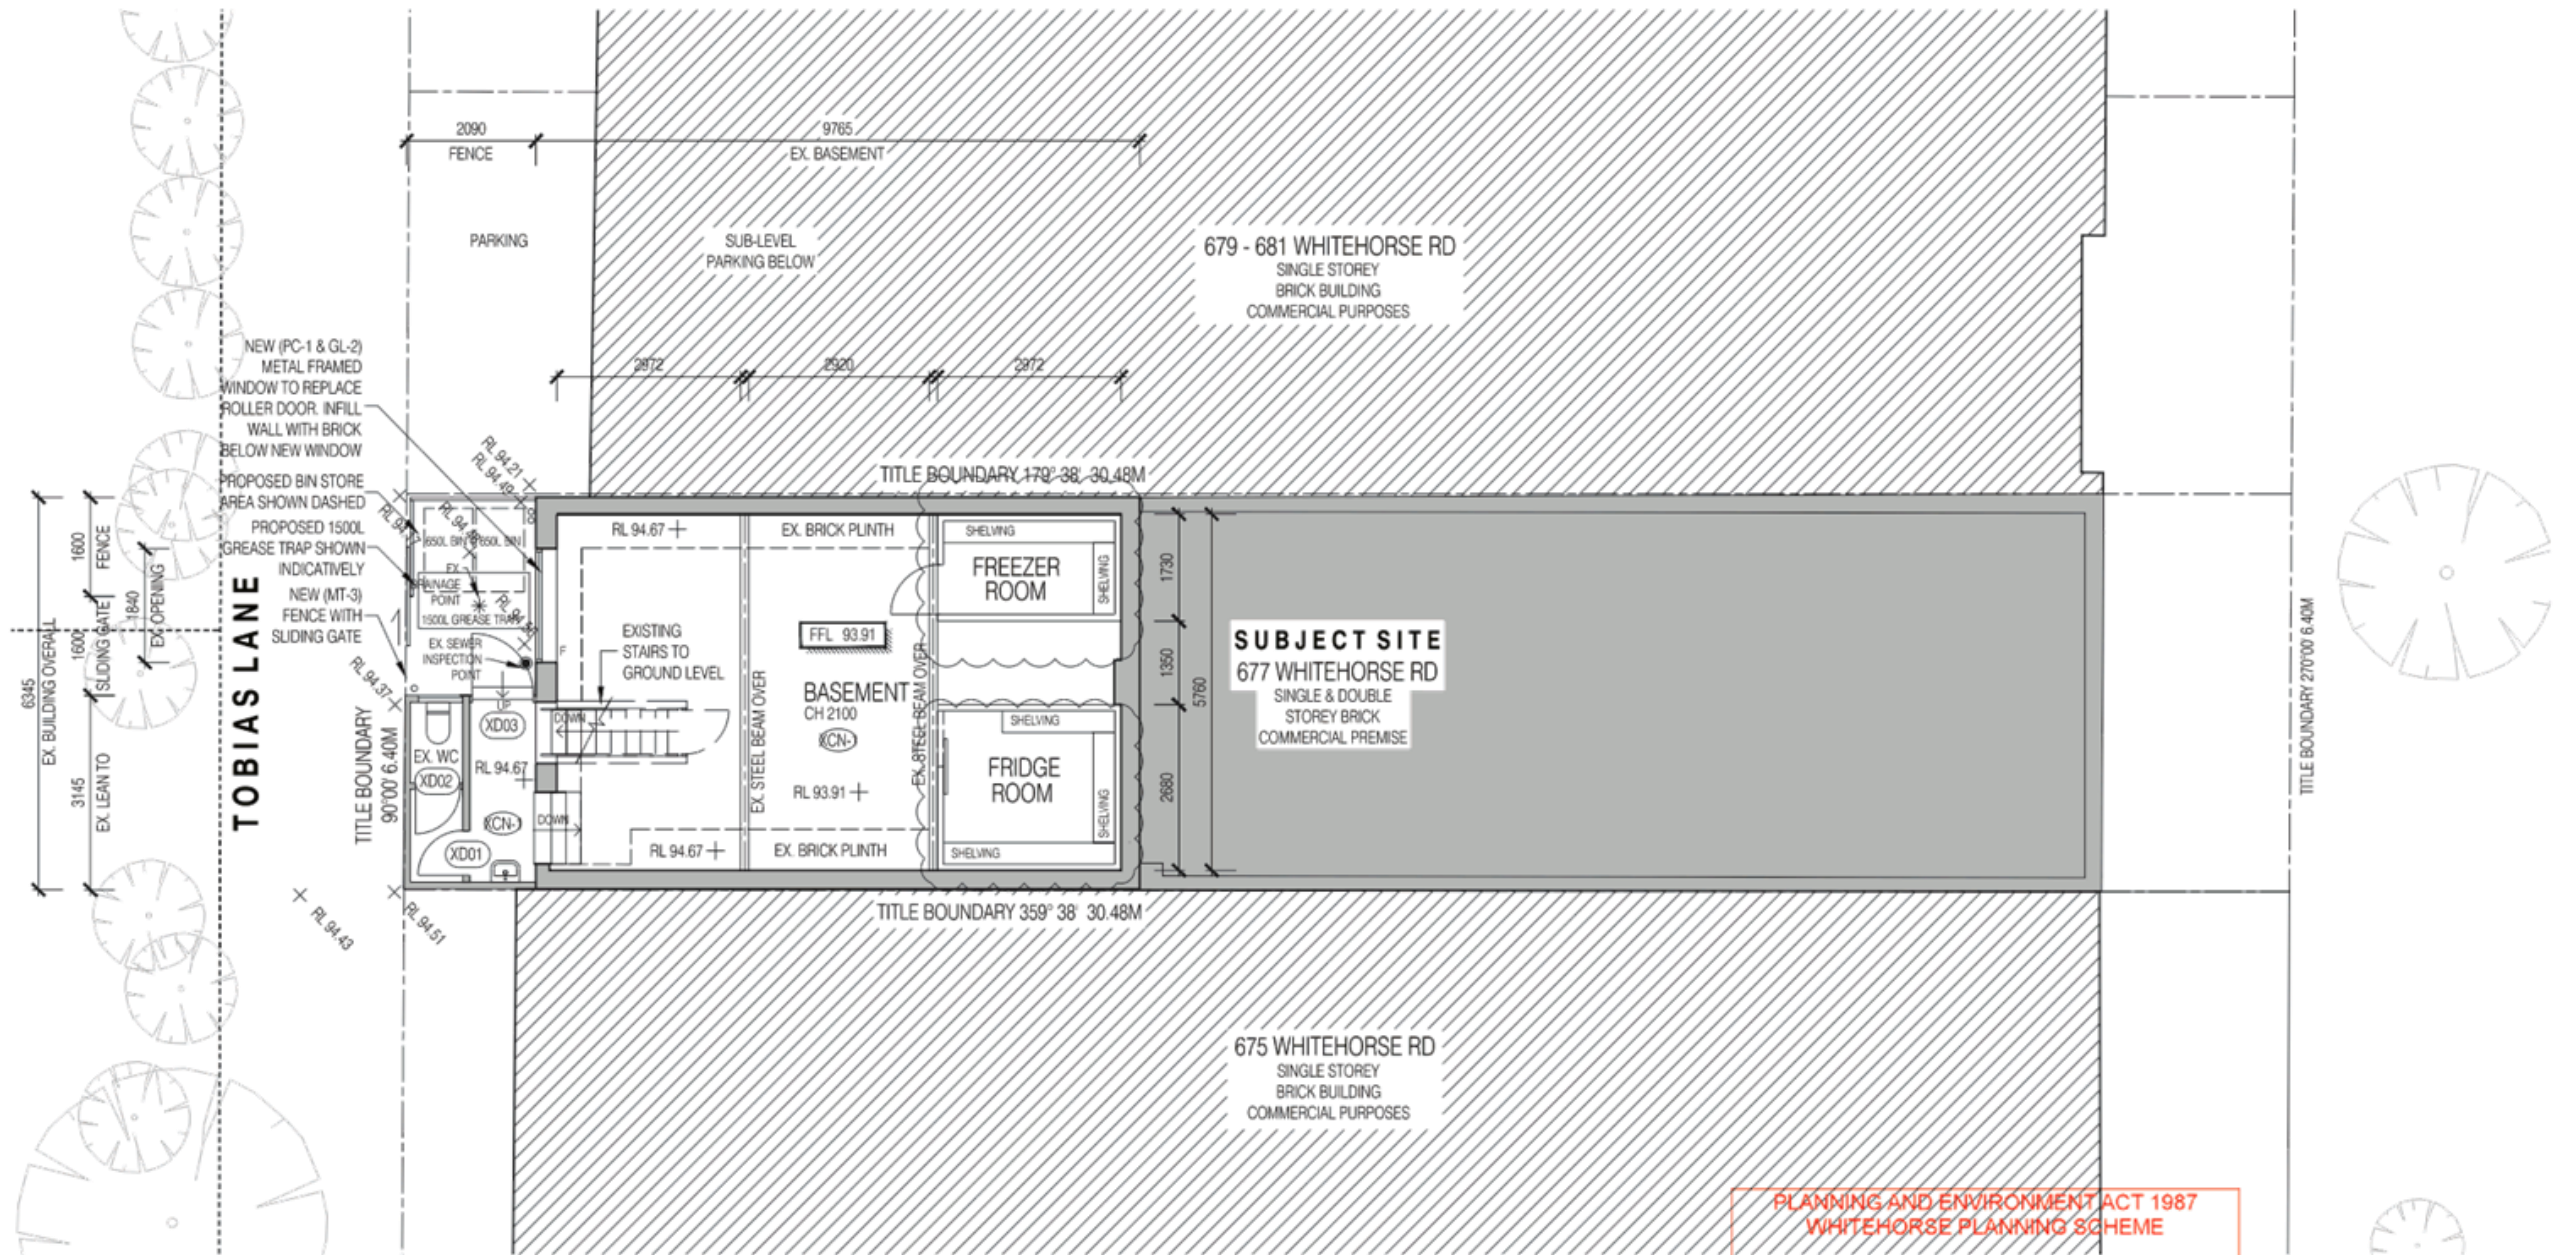 2090
FENCE
9765
EX. BASEMENT
PARKING
SUB-LEVEL
PARKING BELOW
679 - 681 WHITEHORSE RD
SINGLE STOREY
BRICK BUILDING
COMMERCIAL PURPOSES
2972
2920
2972
NEW (PC-1 & GL-2)
METAL FRAMED
WINDOW TO REPLACE
ROLLER DOOR. INFILL
WALL WITH BRICK
BELOW NEW WINDOW
PROPOSED BIN STORE
AREA SHOWN DASHED
PROPOSED 1500L
GREASE TRAP SHOWN
INDICATIVELY
NEW (MT-3)
FENCE WITH
SLIDING GATE
RL 94.21
RL 94.49
TITLE BOUNDARY 179° 38' 30.48M
650L BIN
650L BIN
EX
DRAINAGE
POINT
1500L GREASE TRAP
EX. SEWER
INSPECTION
POINT
RL 94.67
EX. BRICK PLINTH
SHELVING
FREEZER
ROOM
SHELVING
1730
1350
2680
5760
EXISTING
STAIRS TO
GROUND LEVEL
F
FFL 93.91
BASEMENT
CH 2100
XCN-1
RL 93.91
EX. STEEL BEAM OVER
EX. STEEL BEAM OVER
SHELVING
FRIDGE
ROOM
SHELVING
SHELVING
RL 94.67
EX. BRICK PLINTH
UP
XD03
DOWN
EX. WC
XD02
RL 94.67
XCN-1
DOWN
XD01
6345
EX. BUILDING OVERALL
1600
FENCE
1600
SLIDING GATE
1840
EX OPENING
3145
EX. LEAN TO
TOBIAS LANE
RL 94.37
TITLE BOUNDARY
90°00' 6.40M
RL 94.43
RL 94.51
TITLE BOUNDARY 359° 38' 30.48M
SUBJECT SITE
677 WHITEHORSE RD
SINGLE & DOUBLE
STOREY BRICK
COMMERCIAL PREMISE
TITLE BOUNDARY 270°00' 6.40M
675 WHITEHORSE RD
SINGLE STOREY
BRICK BUILDING
COMMERCIAL PURPOSES
PLANNING AND ENVIRONMENT ACT 1987
WHITEHORSE PLANNING SCHEME